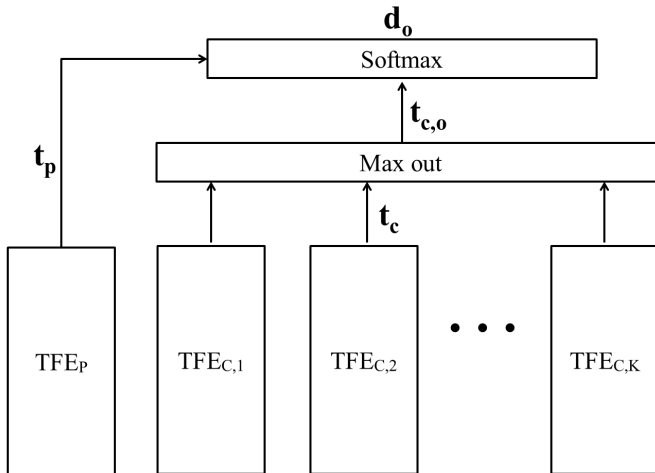 d_o
Softmax
t_c,o
t_p
Max out
t_c
TFE_P
TFE_C,1
TFE_C,2
• • •
TFE_C,K